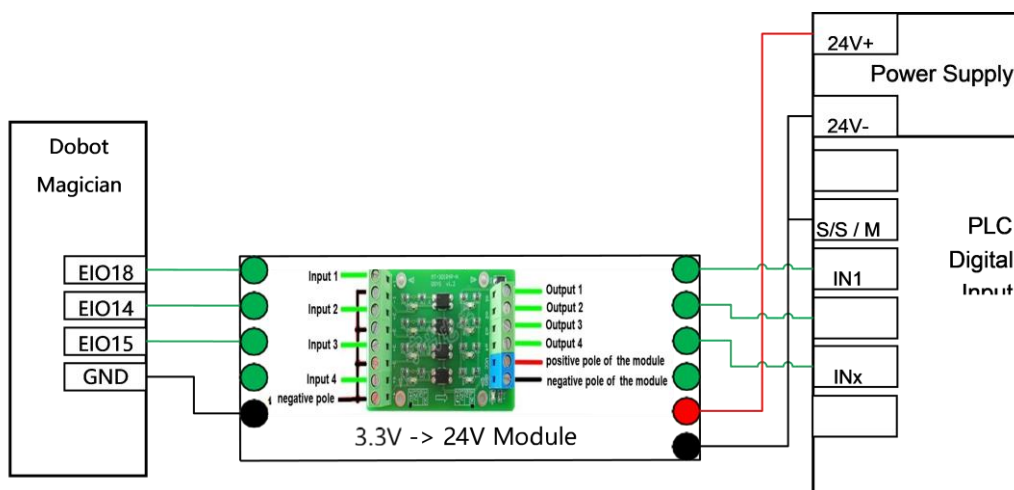 Dobot
Magician
EIO18
EIO14
EIO15
GND
Input 1
Input 2
Input 3
Input 4
negative pole
Output 1
Output 2
Output 3
Output 4
positive pole of the module
negative pole of the module
3.3V -> 24V Module
24V+
Power Supply
24V-
S/S / M
PLC
Digital
Input
IN1
INx